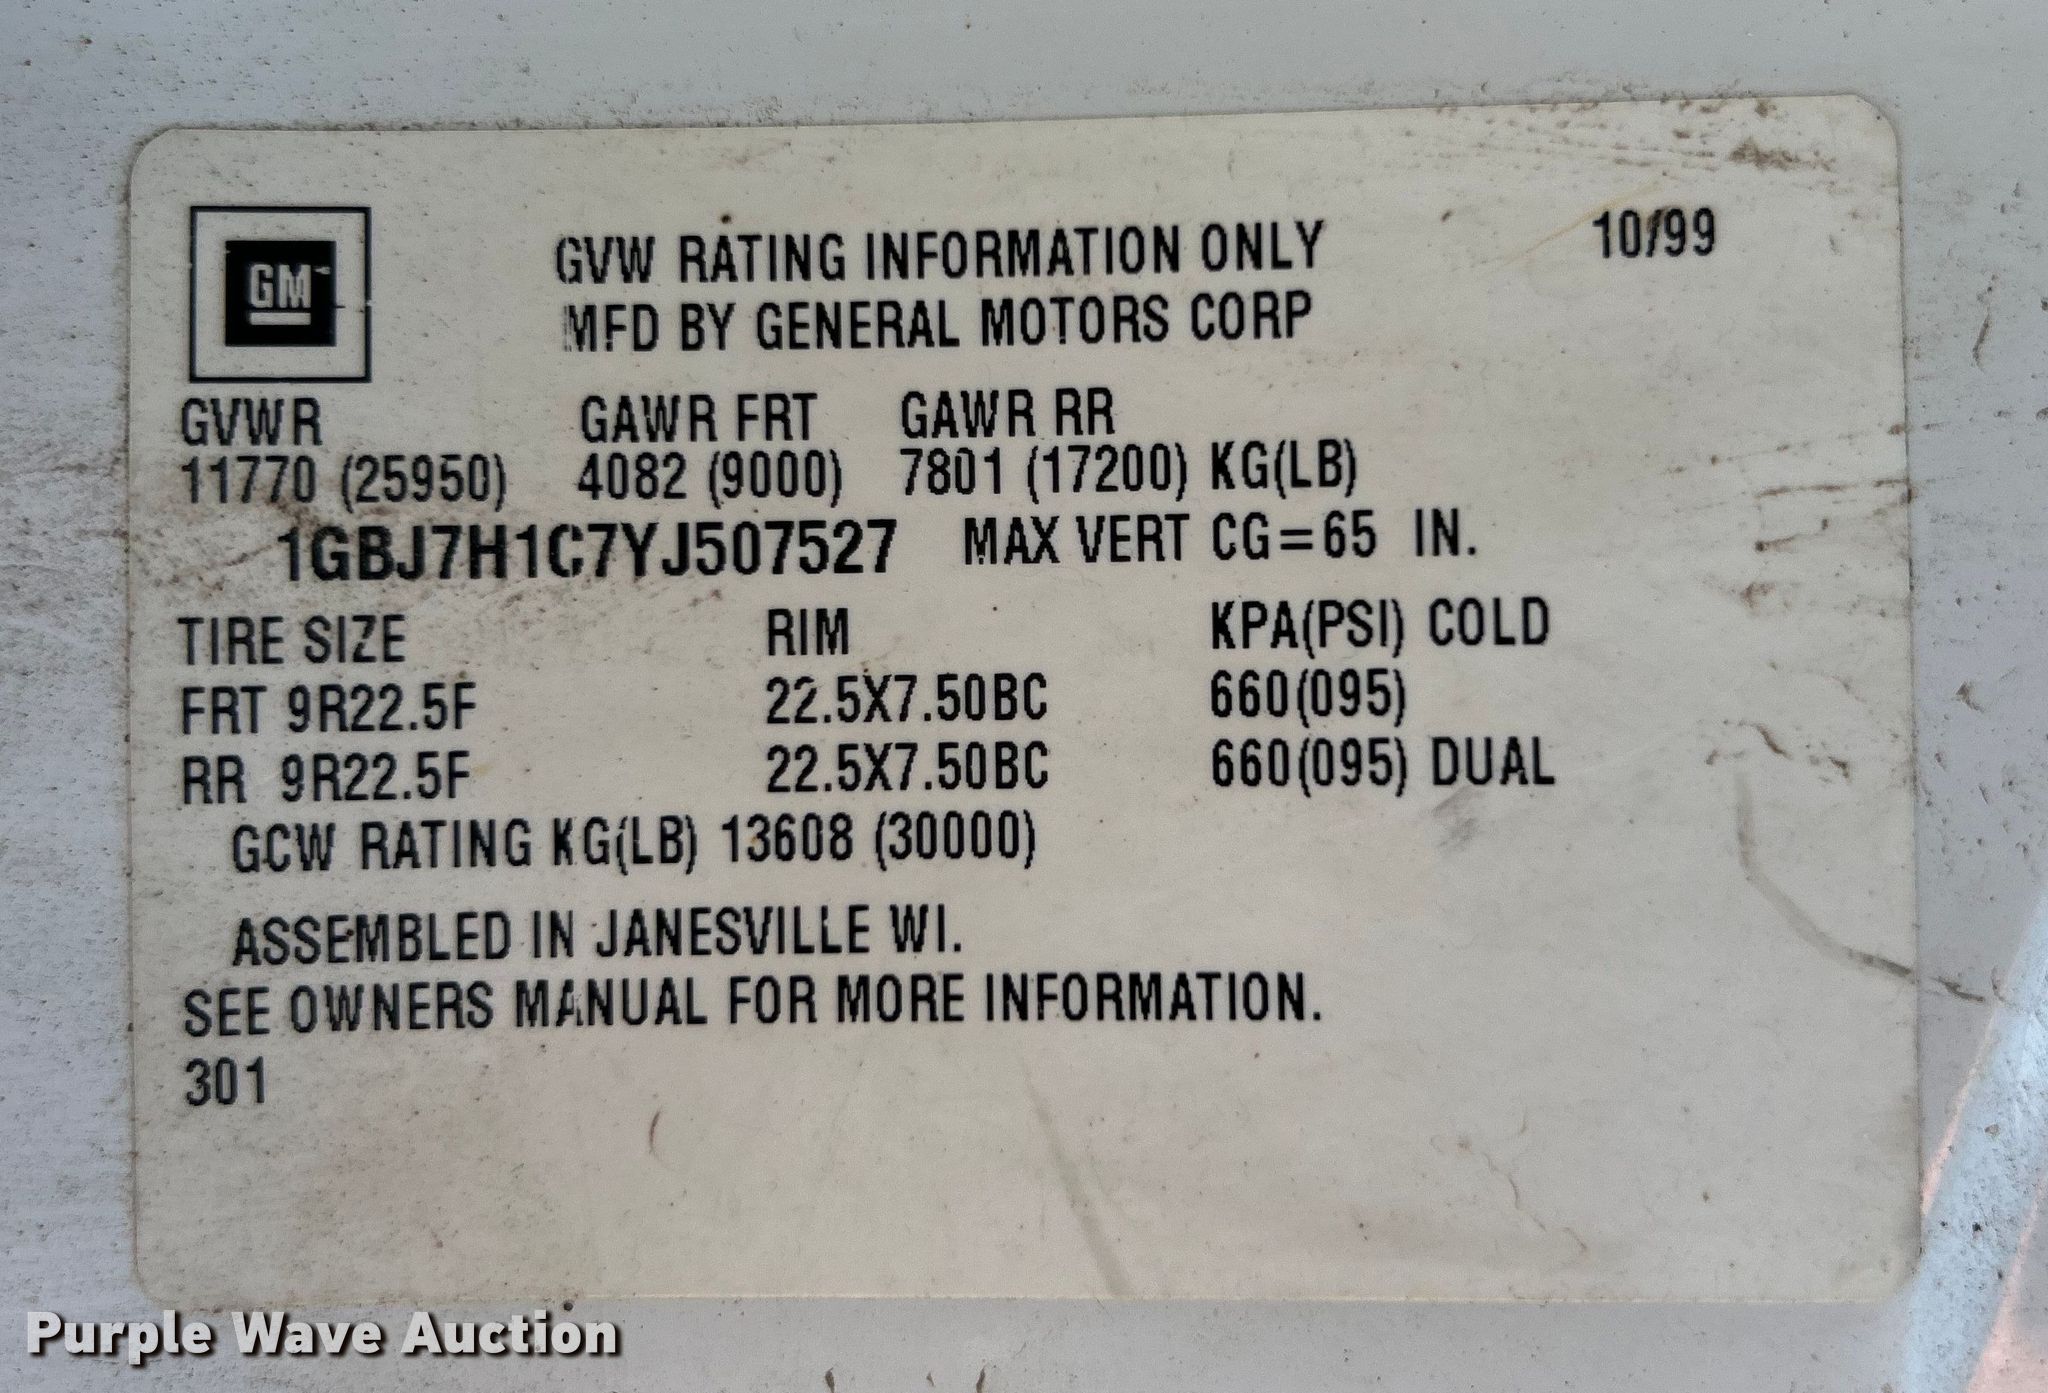 GM
GVW RATING INFORMATION ONLY 10/99
MFD BY GENERAL MOTORS CORP
GVWR GAWR FRT GAWR RR
11770 (25950) 4082 (9000) 7801 (17200) KG(LB)
1GBJ7H1C7YJ507527 MAX VERT CG=65 IN.
TIRE SIZE RIM KPA(PSI) COLD
FRT 9R22.5F 22.5X7.50BC 660(095)
RR 9R22.5F 22.5X7.50BC 660(095) DUAL
GCW RATING KG(LB) 13608 (30000)
ASSEMBLED IN JANESVILLE WI.
SEE OWNERS MANUAL FOR MORE INFORMATION.
301
Purple Wave Auction